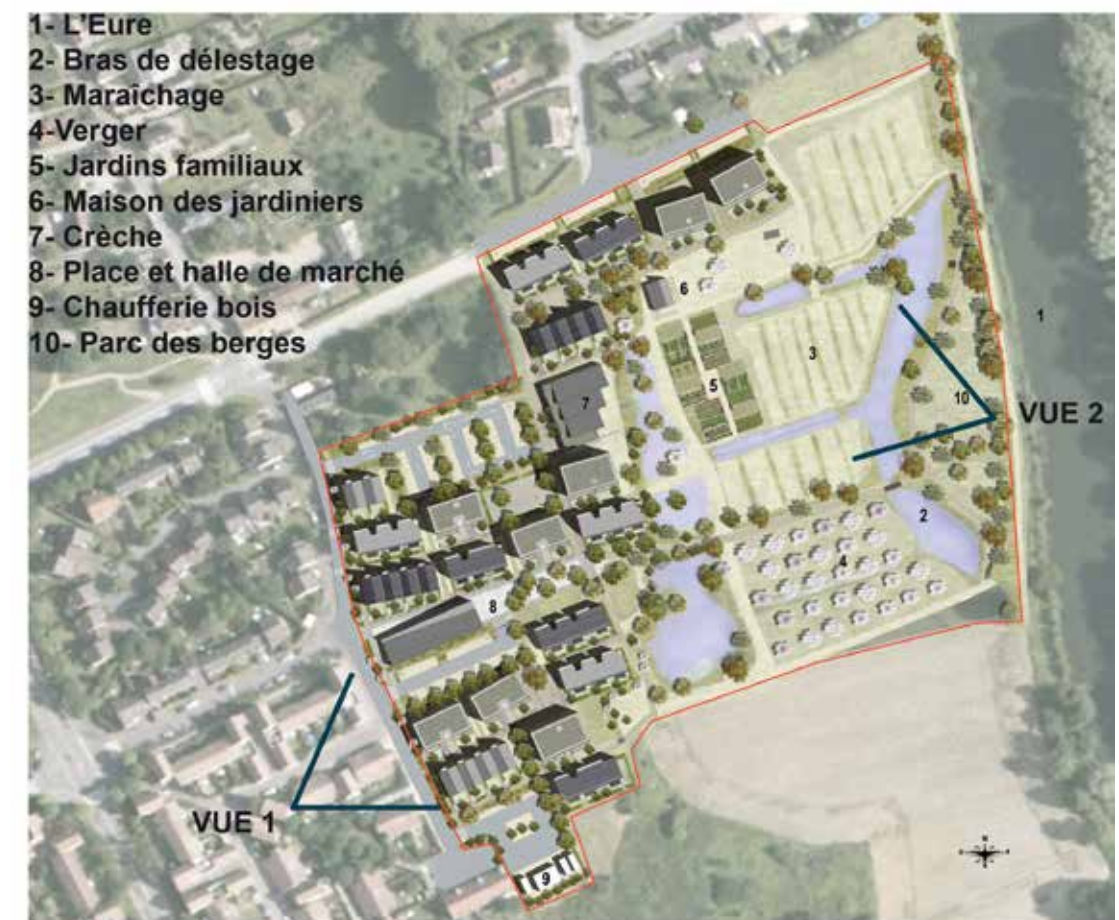 1- L'Eure
2- Bras de délestage
3- Maraîchage
4-Verger
5- Jardins familiaux
6- Maison des jardiniers
7- Crèche
8- Place et halle de marché
9- Chaufferie bois
10- Parc des berges
6
1
3
5
10
7
VUE 2
2
4
8
VUE 1
9